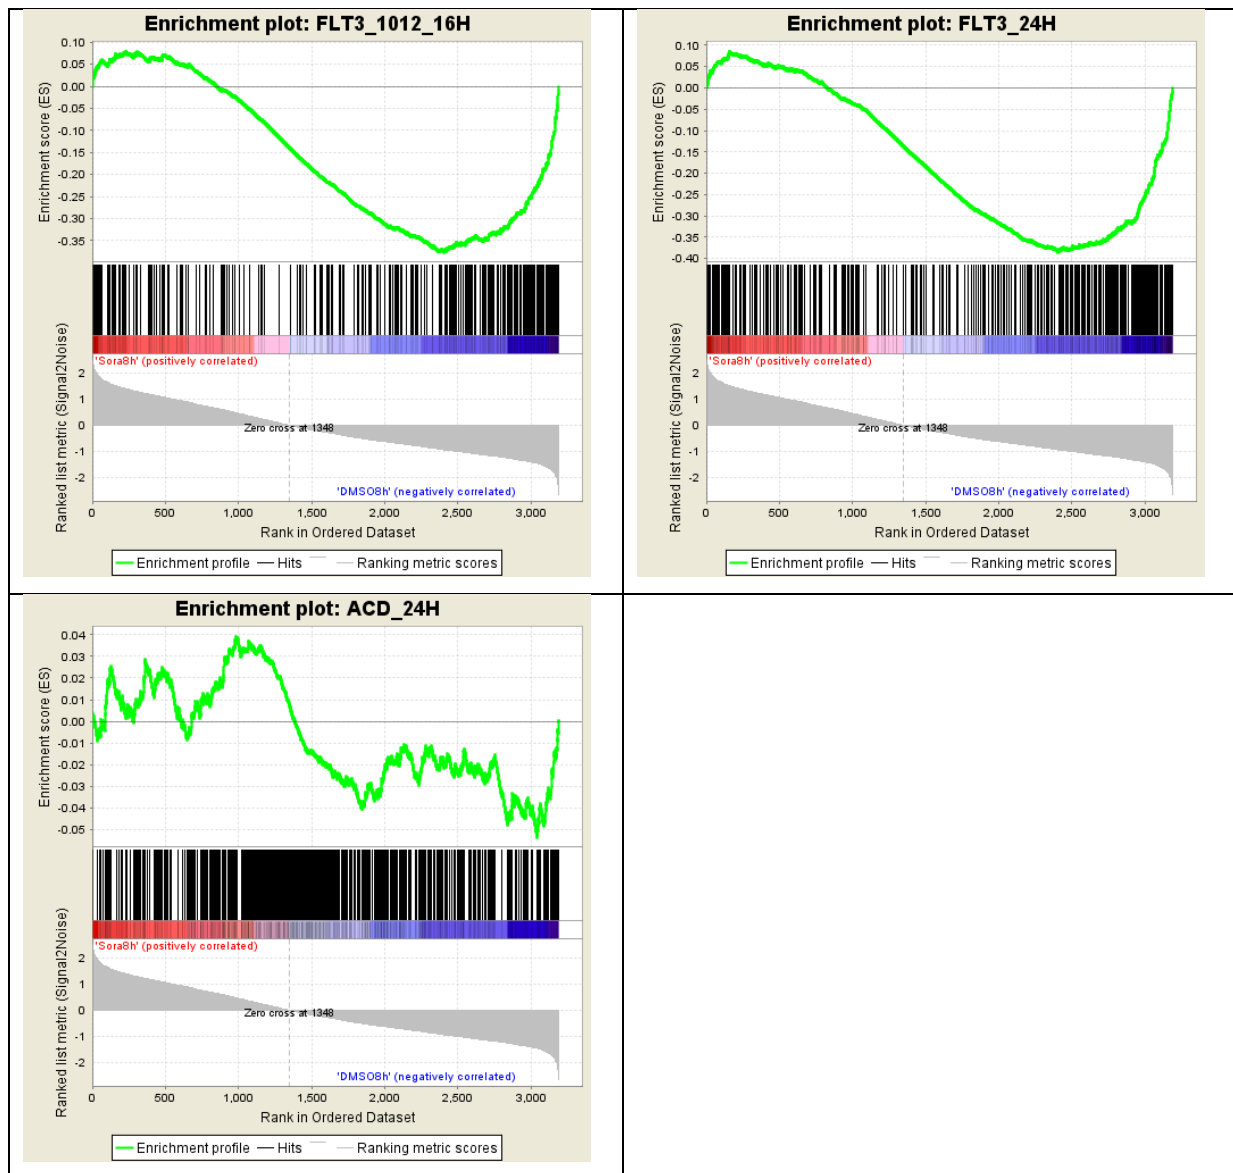 Enrichment plot: FLT3_1012_16H
Enrichment score (ES)
0.10
0.05
0.00
-0.05
-0.10
-0.15
-0.20
-0.25
-0.30
-0.35
'Sora8h' (positively correlated)
Ranked list metric (Signal2Noise)
2
1
0
-1
-2
Zero cross at 1348
'DMSO8h' (negatively correlated)
0 500 1,000 1,500 2,000 2,500 3,000
Rank in Ordered Dataset
Enrichment profile Hits Ranking metric scores
Enrichment plot: FLT3_24H
Enrichment score (ES)
0.10
0.05
0.00
-0.05
-0.10
-0.15
-0.20
-0.25
-0.30
-0.35
-0.40
'Sora8h' (positively correlated)
Ranked list metric (Signal2Noise)
2
1
0
-1
-2
Zero cross at 1348
'DMSO8h' (negatively correlated)
0 500 1,000 1,500 2,000 2,500 3,000
Rank in Ordered Dataset
Enrichment profile Hits Ranking metric scores
Enrichment plot: ACD_24H
Enrichment score (ES)
0.04
0.03
0.02
0.01
0.00
-0.01
-0.02
-0.03
-0.04
-0.05
'Sora8h' (positively correlated)
Ranked list metric (Signal2Noise)
2
1
0
-1
-2
Zero cross at 1348
'DMSO8h' (negatively correlated)
0 500 1,000 1,500 2,000 2,500 3,000
Rank in Ordered Dataset
Enrichment profile Hits Ranking metric scores